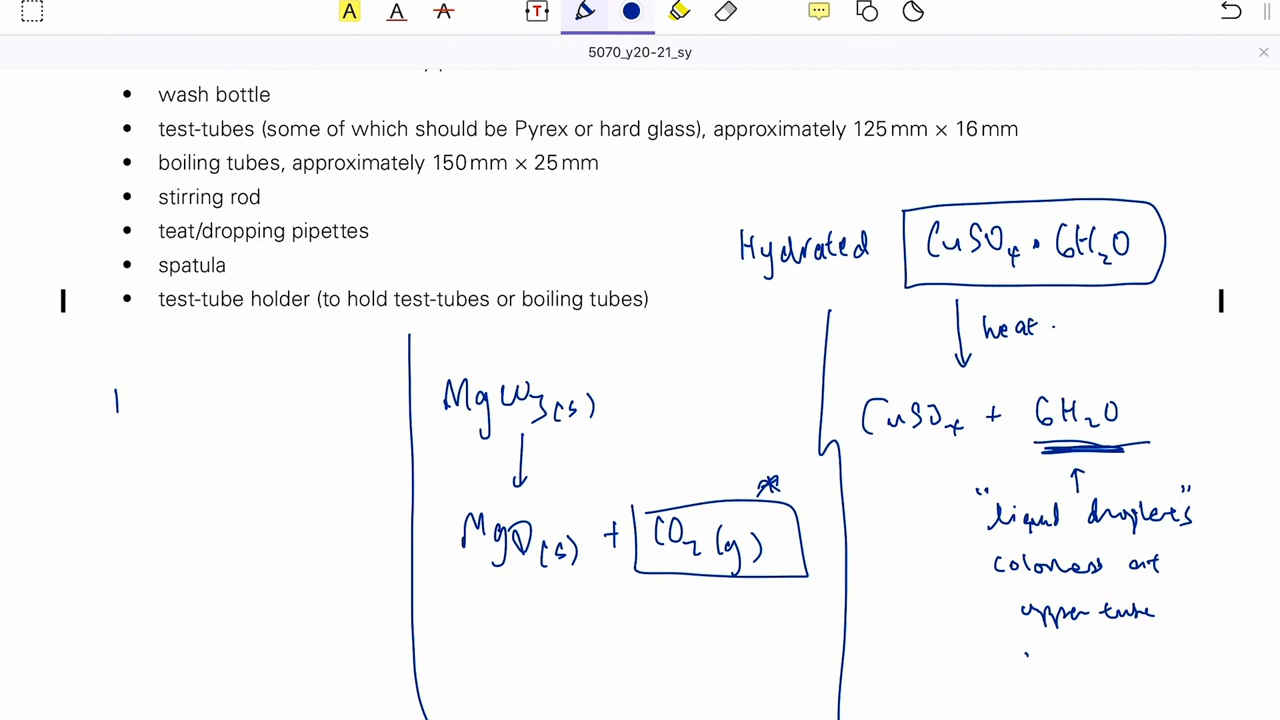 A A A T
5070_y20-21_sy
• wash bottle
• test-tubes (some of which should be Pyrex or hard glass), approximately 125 mm × 16 mm
• boiling tubes, approximately 150 mm × 25 mm
• stirring rod
• teat/dropping pipettes
• spatula
• test-tube holder (to hold test-tubes or boiling tubes)
Hydrated CuSO₄ • 6H₂O
heat.
MgCO₃(s)
MgO(s) + CO₂(g) *
CuSO₄ + 6H₂O
"liquid droplets"
colorless at
upper tube